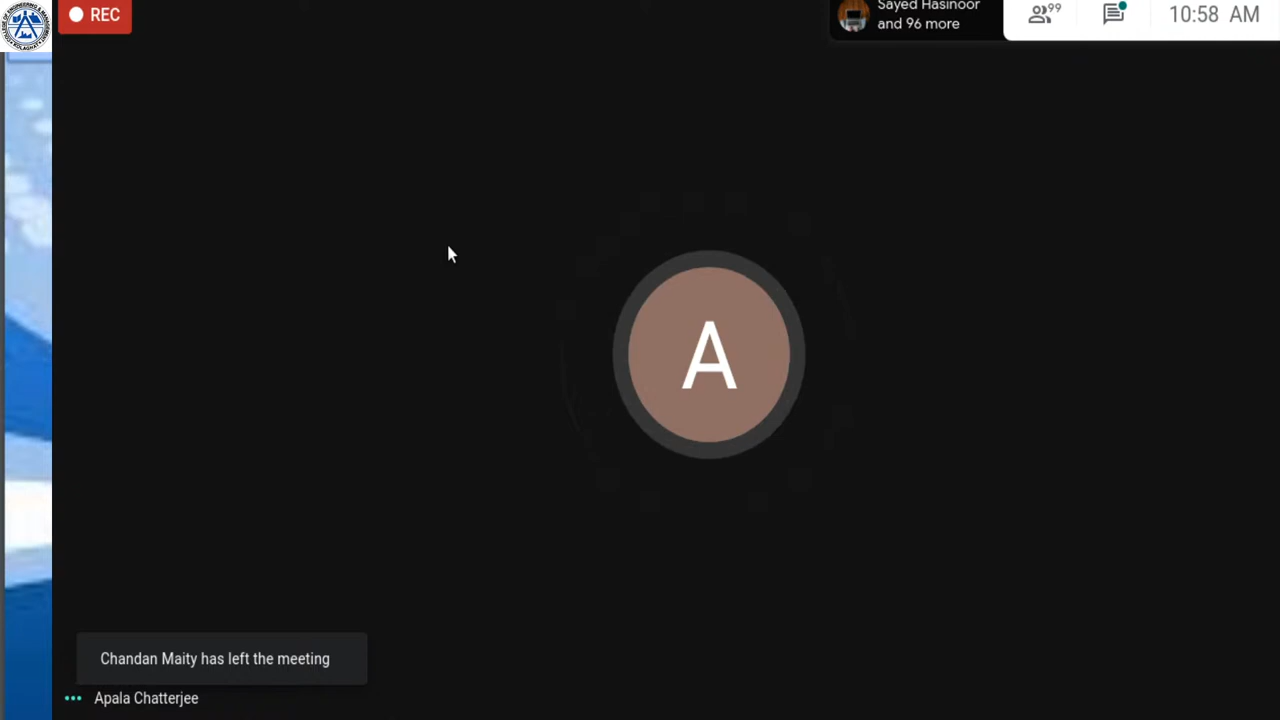 REC
Sayed Hasinoor
and 96 more
99
10:58 AM
A
Chandan Maity has left the meeting
Apala Chatterjee